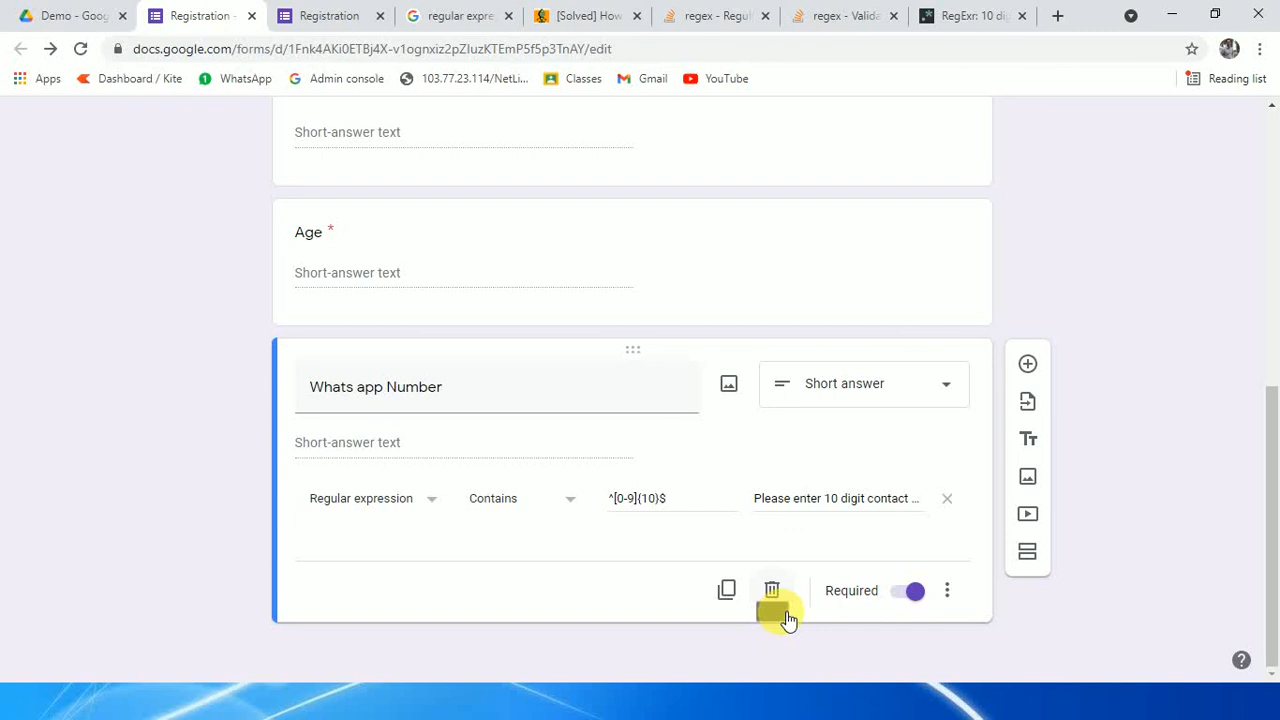 Demo - Goog
Registration -
Registration
regular expre
[Solved] How
regex - Regul
regex - Valida
RegExr: 10 di
docs.google.com/forms/d/1Fnk4AKi0ETBj4X-v1ognxiz2pZluzKTEmP5f5p3TnAY/edit
Apps
Dashboard / Kite
WhatsApp
Admin console
103.77.23.114/NetLi...
Classes
Gmail
YouTube
Reading list
Short-answer text
Age *
Short-answer text
Whats app Number
Short answer
Short-answer text
Regular expression
Contains
^[0-9]{10}$
Please enter 10 digit contact ...
Required